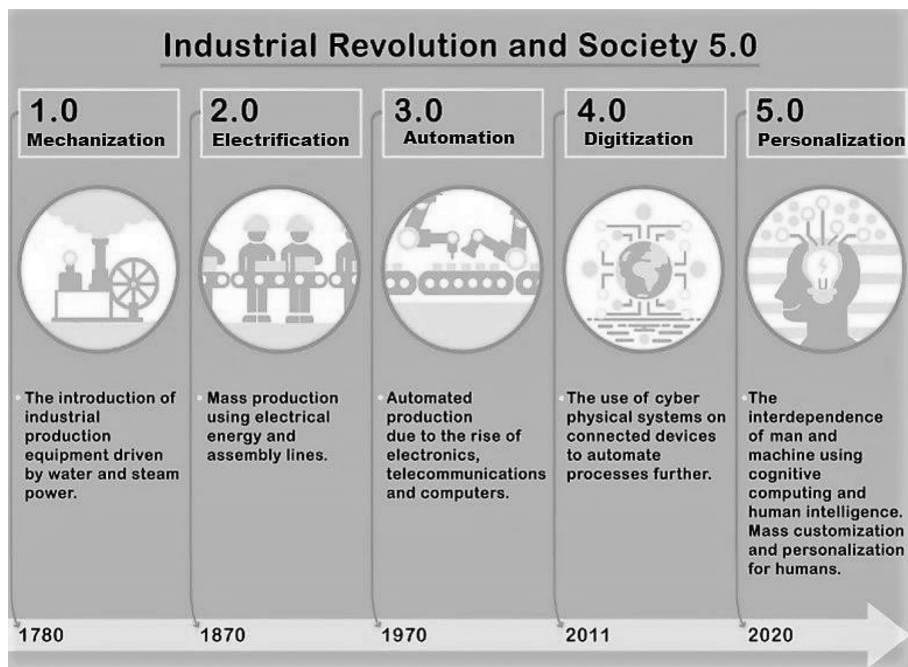 Industrial Revolution and Society 5.0
1.0
Mechanization
2.0
Electrification
3.0
Automation
4.0
Digitization
5.0
Personalization
• The introduction of
industrial
production
equipment driven
by water and steam
power.
• Mass production
using electrical
energy and
assembly lines.
• Automated
production
due to the rise of
electronics,
telecommunications
and computers.
• The use of cyber
physical systems on
connected devices
to automate
processes further.
• The
interdependence
of man and
machine using
cognitive
computing and
human intelligence.
Mass customization
and personalization
for humans.
1780
1870
1970
2011
2020